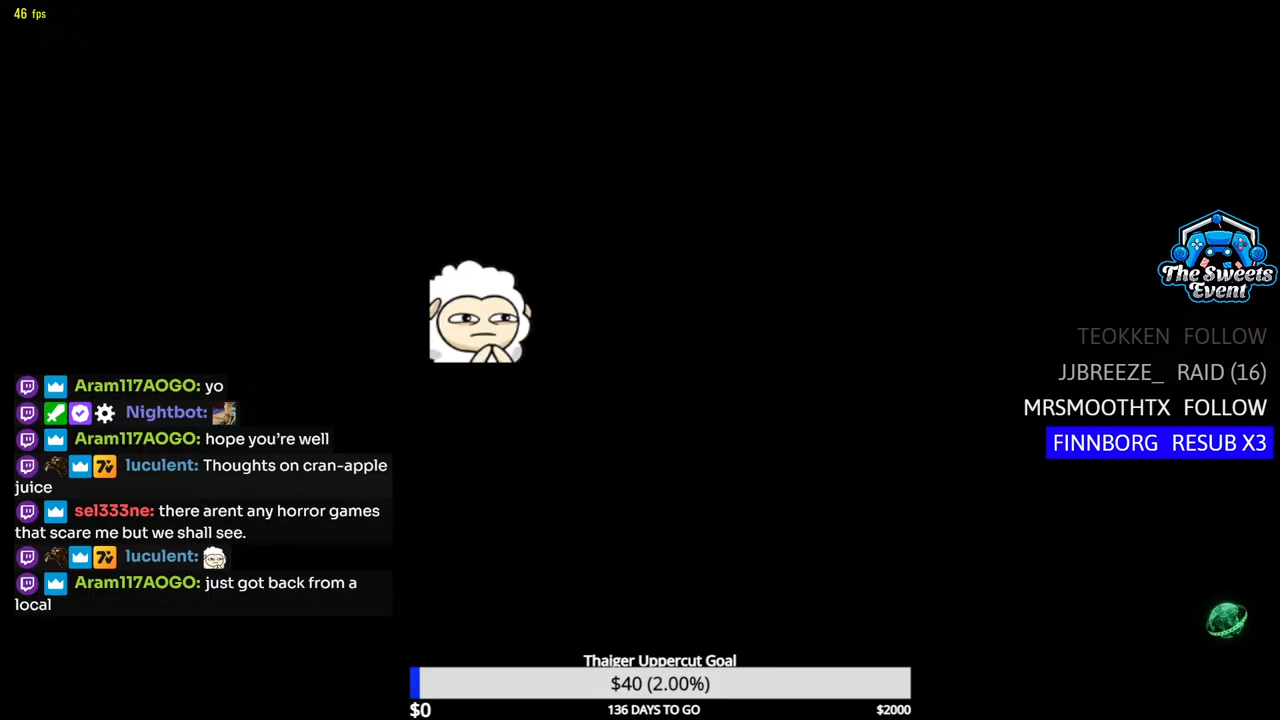 46 fps
The Sweets
Event
TEOKKEN FOLLOW
JJBREEZE_ RAID (16)
MRSMOOTHTX FOLLOW
FINNBORG RESUB X3
Aram117AOGO: yo
Nightbot:
Aram117AOGO: hope you’re well
luculent: Thoughts on cran-apple
juice
sel333ne: there arent any horror games
that scare me but we shall see.
luculent:
Aram117AOGO: just got back from a
local
Thaiger Uppercut Goal
$40 (2.00%)
$0 136 DAYS TO GO $2000